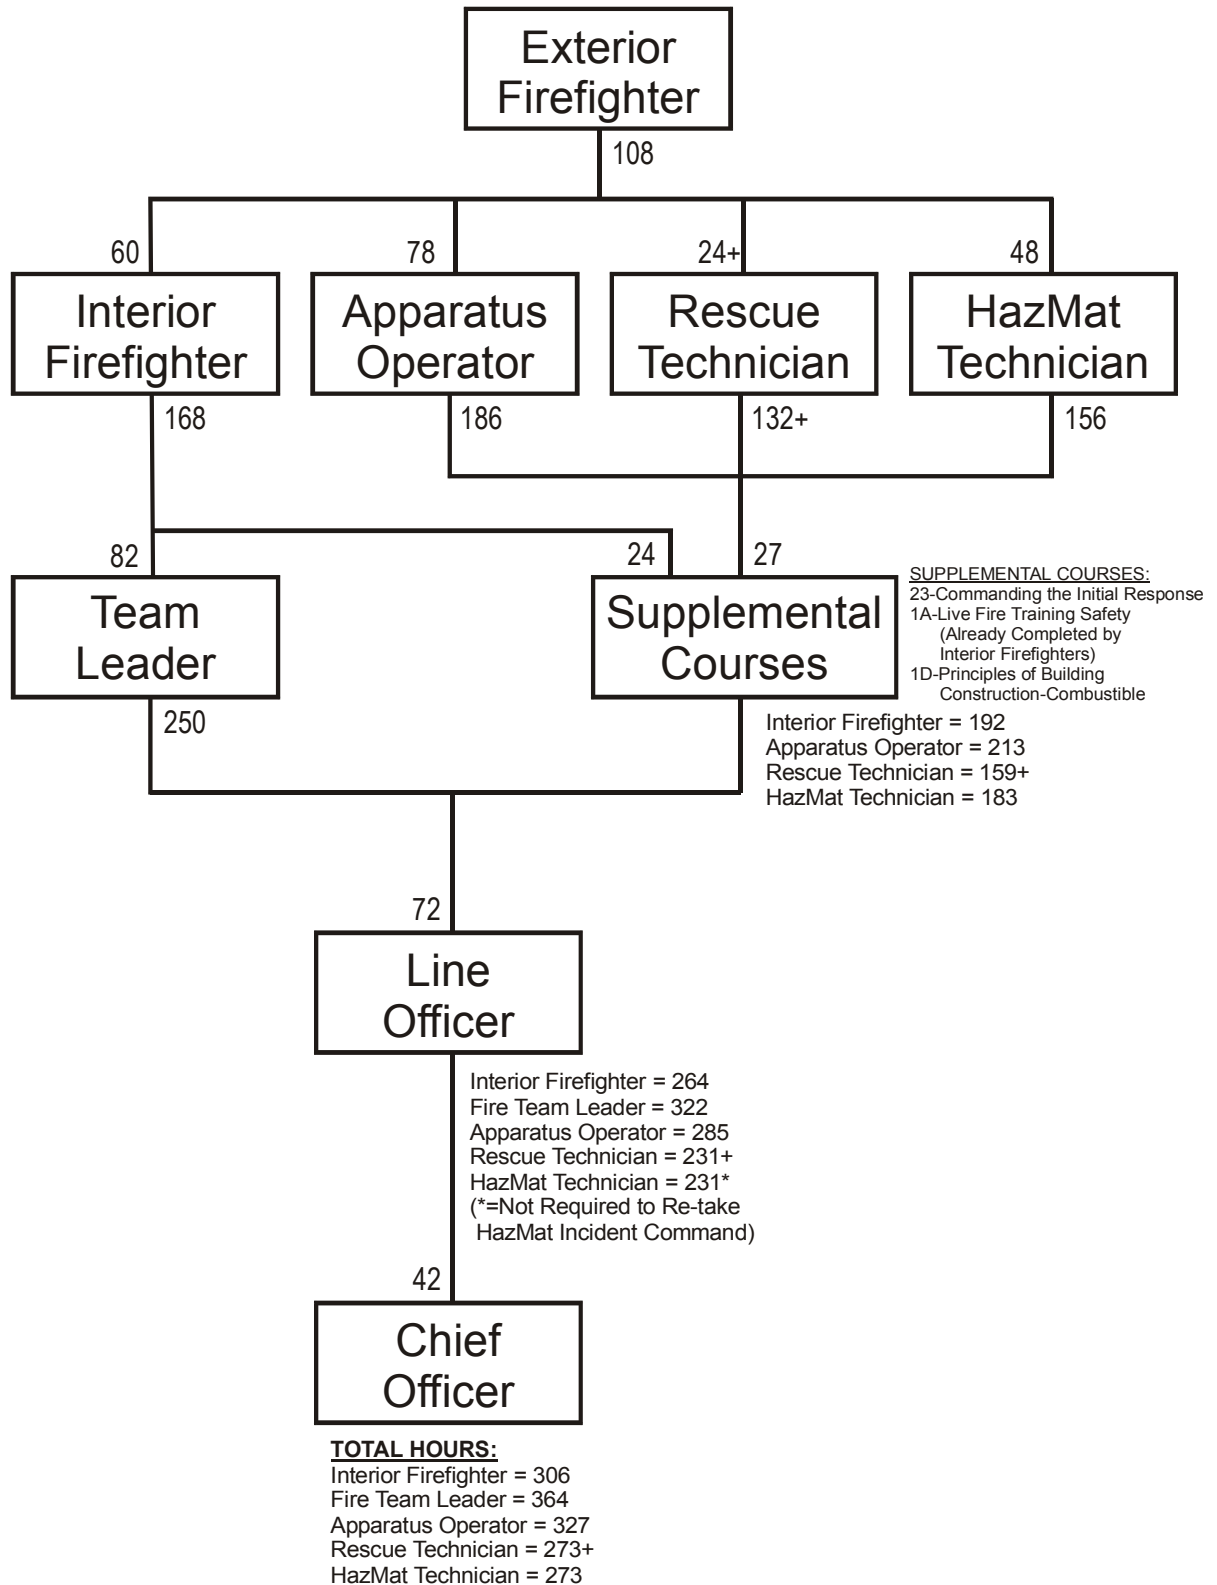 Exterior
Firefighter
108
60
78
24+
48
Interior
Firefighter
Apparatus
Operator
Rescue
Technician
HazMat
Technician
168
186
132+
156
82
24
27
Team
Leader
Supplemental
Courses
SUPPLEMENTAL COURSES:
23-Commanding the Initial Response
1A-Live Fire Training Safety
(Already Completed by
Interior Firefighters)
1D-Principles of Building
Construction-Combustible
250
Interior Firefighter = 192
Apparatus Operator = 213
Rescue Technician = 159+
HazMat Technician = 183
72
Line
Officer
Interior Firefighter = 264
Fire Team Leader = 322
Apparatus Operator = 285
Rescue Technician = 231+
HazMat Technician = 231*
(*=Not Required to Re-take
HazMat Incident Command)
42
Chief
Officer
TOTAL HOURS:
Interior Firefighter = 306
Fire Team Leader = 364
Apparatus Operator = 327
Rescue Technician = 273+
HazMat Technician = 273